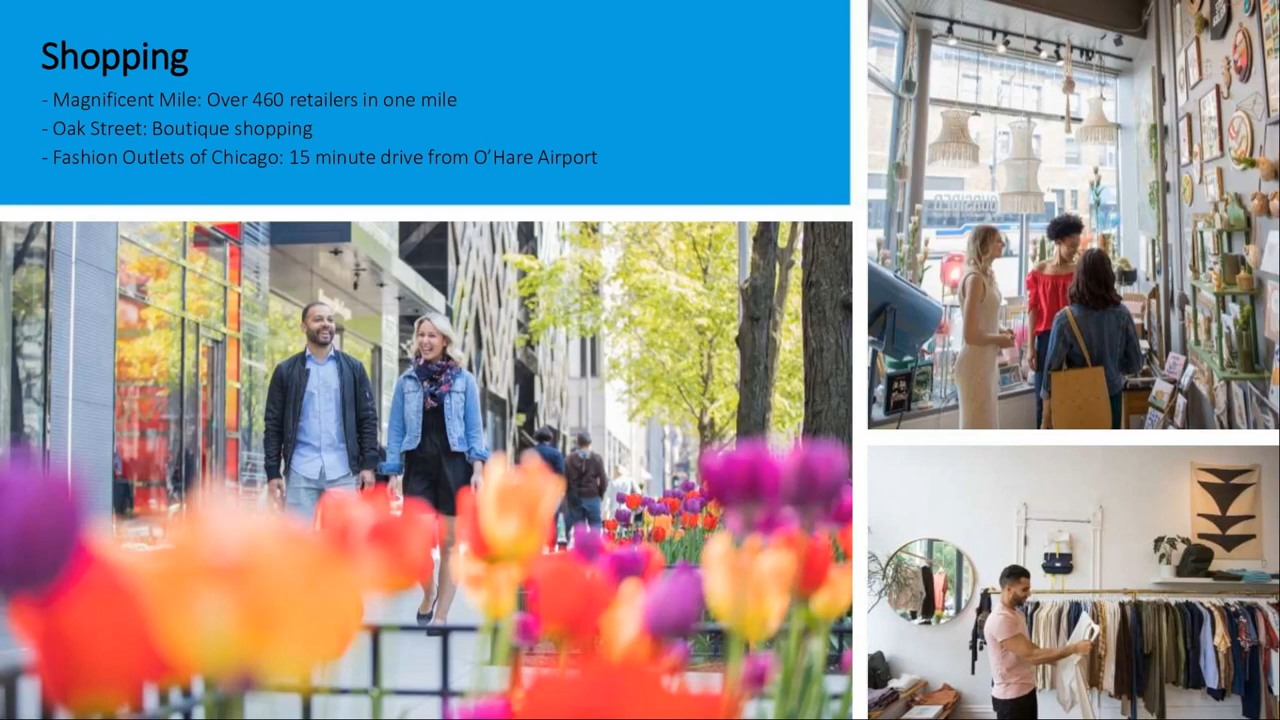 Shopping
- Magnificent Mile: Over 460 retailers in one mile
- Oak Street: Boutique shopping
- Fashion Outlets of Chicago: 15 minute drive from O’Hare Airport